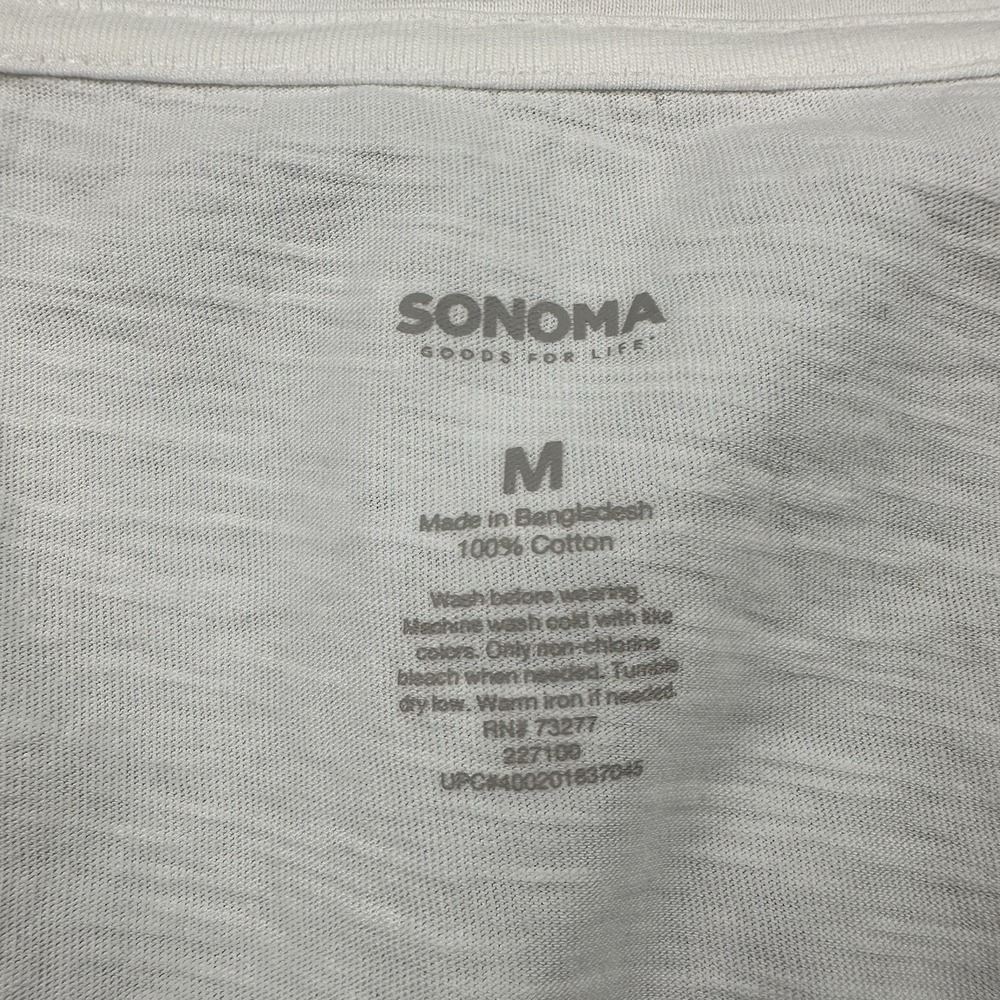 SONOMA
GOODS FOR LIFE
M
Made in Bangladesh
100% Cotton
Wash before wearing.
Machine wash cold with like
colors. Only non-chlorine
bleach when needed. Tumble
dry low. Warm iron if needed.
RN# 73277
227100
UPC#400201837045